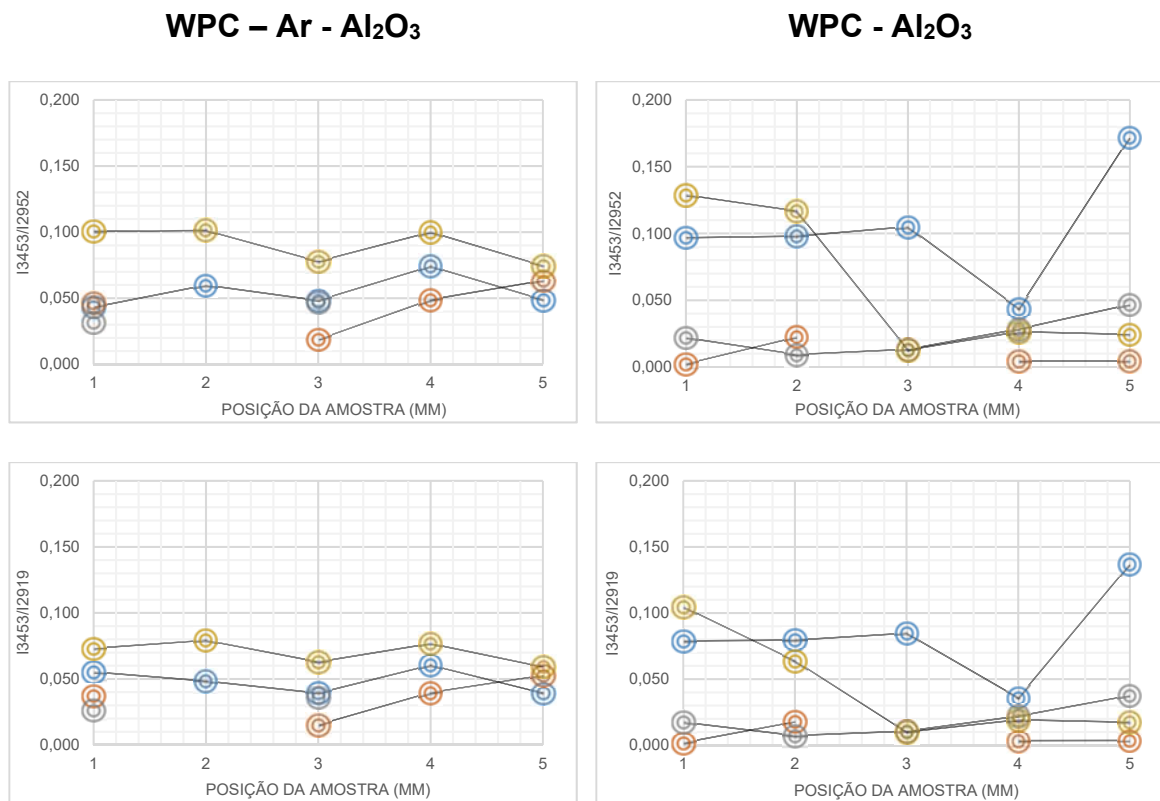 WPC – Ar - Al₂O₃
WPC - Al₂O₃
0,200
0,150
0,100
0,050
0,000
I3453/I2952
1 2 3 4 5
POSIÇÃO DA AMOSTRA (MM)
0,200
0,150
0,100
0,050
0,000
I3453/I2952
1 2 3 4 5
POSIÇÃO DA AMOSTRA (MM)
0,200
0,150
0,100
0,050
0,000
I3453/I2919
1 2 3 4 5
POSIÇÃO DA AMOSTRA (MM)
0,200
0,150
0,100
0,050
0,000
I3453/I2919
1 2 3 4 5
POSIÇÃO DA AMOSTRA (MM)